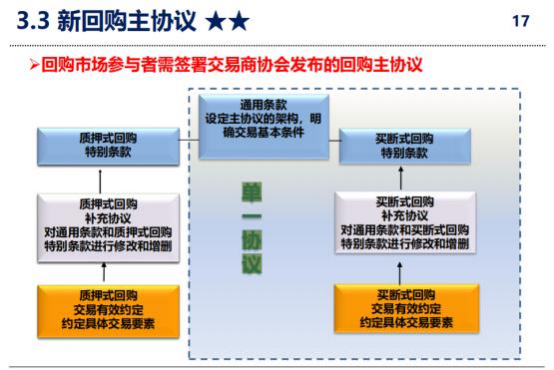 3.3 新回购主协议 ★★
17
➢回购市场参与者需签署交易商协会发布的回购主协议
通用条款
设定主协议的架构，明
确交易基本条件
质押式回购
特别条款
买断式回购
特别条款
单
一
协
议
质押式回购
补充协议
对通用条款和质押式回购
特别条款进行修改和增删
买断式回购
补充协议
对通用条款和买断式回购
特别条款进行修改和增删
质押式回购
交易有效约定
约定具体交易要素
买断式回购
交易有效约定
约定具体交易要素